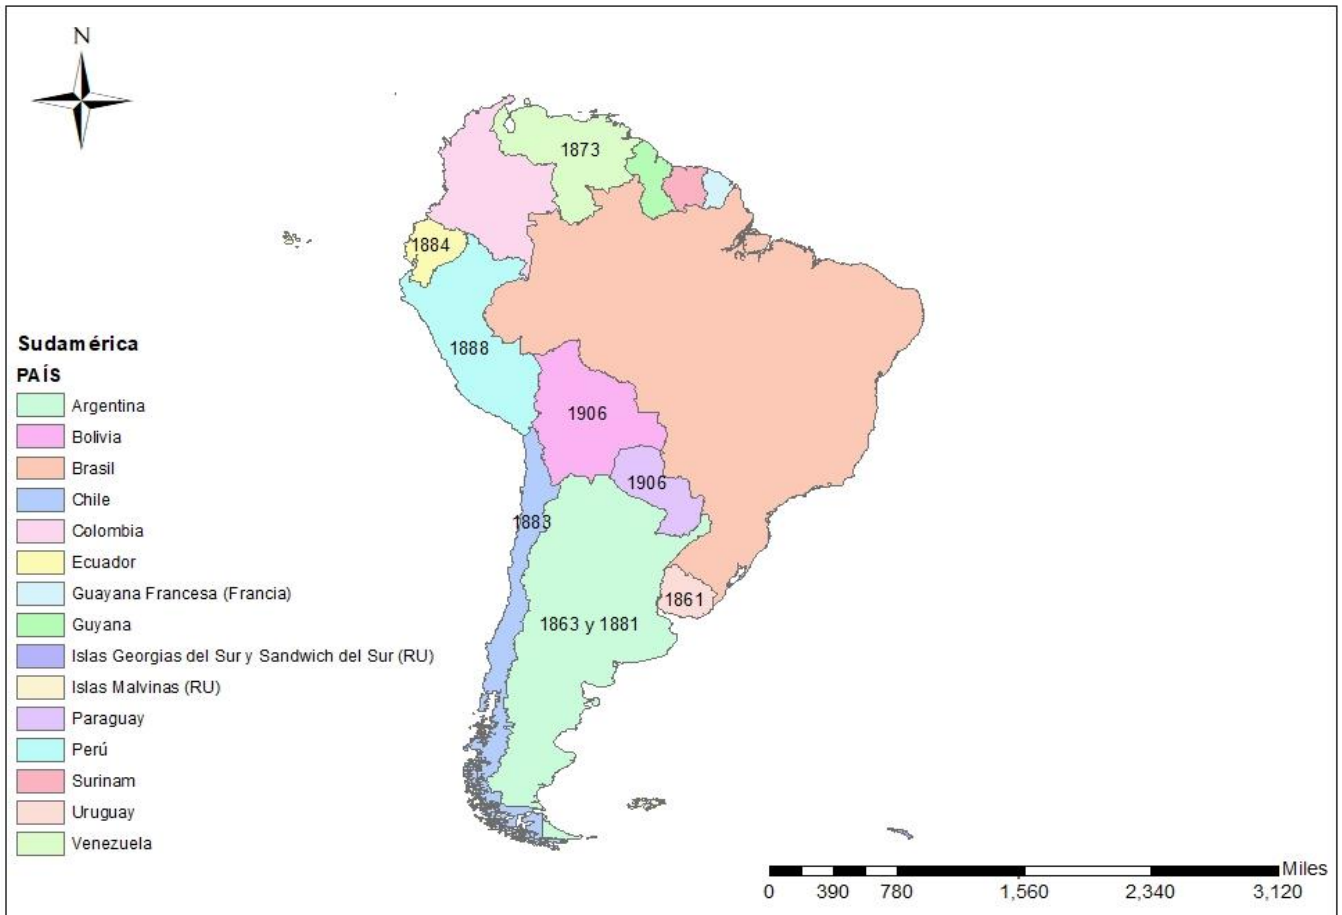 N
1873
1884
1888
1906
1906
1883
1861
1863 y 1881
Sudamérica
PAÍS
Argentina
Bolivia
Brasil
Chile
Colombia
Ecuador
Guayana Francesa (Francia)
Guyana
Islas Georgias del Sur y Sandwich del Sur (RU)
Islas Malvinas (RU)
Paraguay
Perú
Surinam
Uruguay
Venezuela
Miles
0 390 780 1,560 2,340 3,120